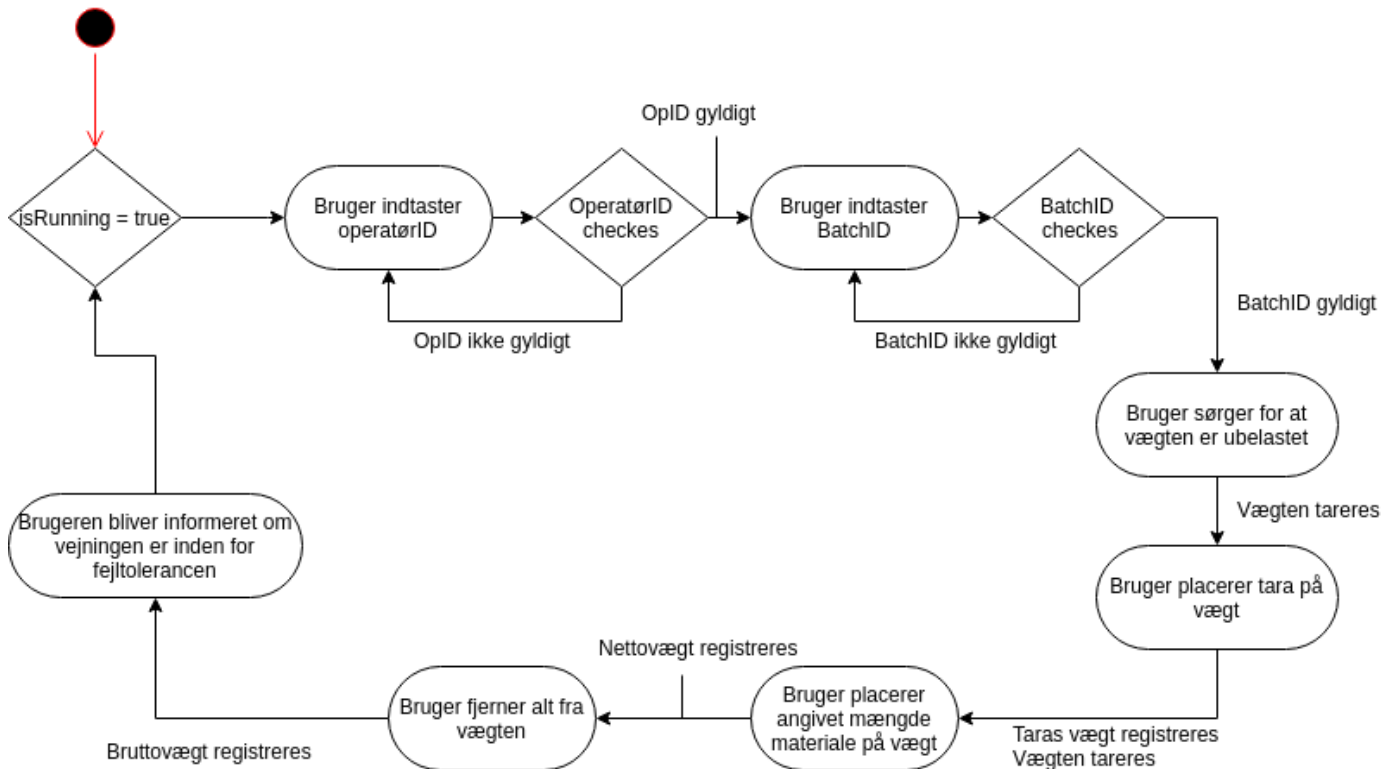 OpID gyldigt
isRunning = true
Bruger indtaster
operatørID
OperatørID
checkes
Bruger indtaster
BatchID
BatchID
checkes
OpID ikke gyldigt
BatchID ikke gyldigt
BatchID gyldigt
Bruger sørger for at
vægten er ubelastet
Vægten tareres
Bruger placerer tara på
vægt
Taras vægt registreres
Vægten tareres
Bruger placerer
angivet mængde
materiale på vægt
Nettovægt registreres
Bruger fjerner alt fra
vægten
Bruttovægt registreres
Brugeren bliver informeret om
vejningen er inden for
fejltolerancen